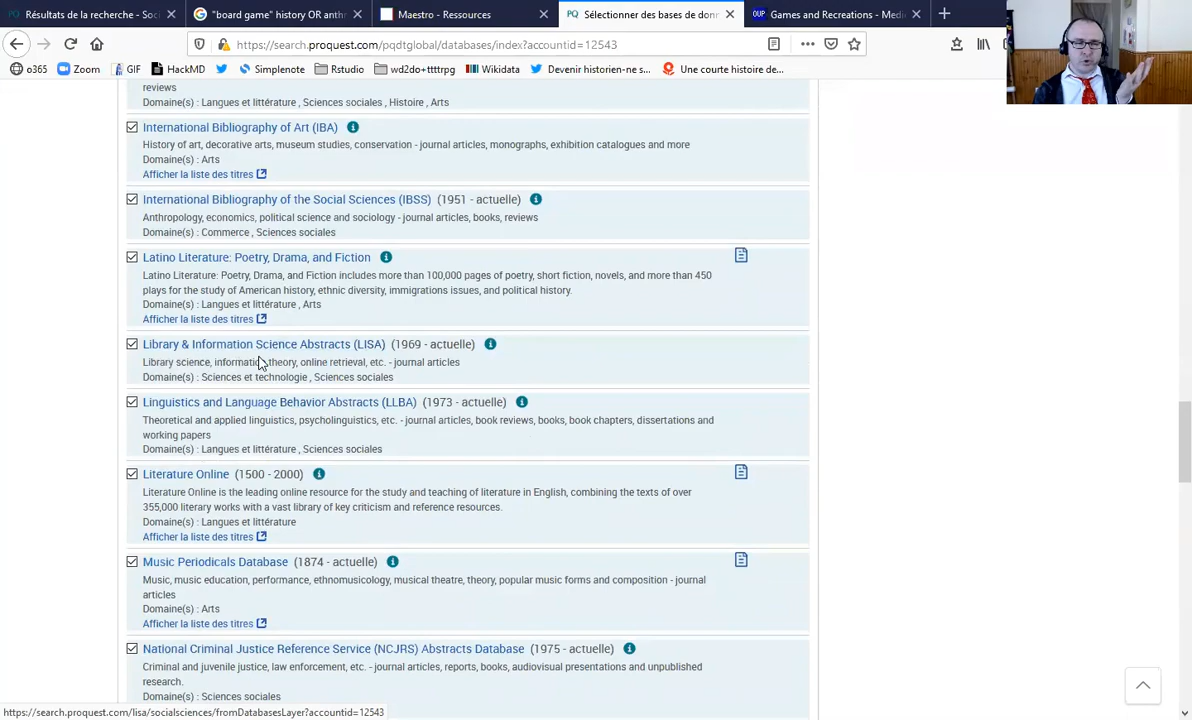 Résultats de la recherche - Soci
"board game" history OR anthr
Maestro - Ressources
Sélectionner des bases de donn
Games and Recreations - Medie
https://search.proquest.com/pqdtglobal/databases/index?accountid=12543
o365 Zoom GIF HackMD Simplenote Rstudio wd2do+ttttrpg Wikidata Devenir historien-ne s... Une courte histoire de...
reviews
Domaine(s) : Langues et littérature , Sciences sociales , Histoire , Arts
International Bibliography of Art (IBA)
History of art, decorative arts, museum studies, conservation - journal articles, monographs, exhibition catalogues and more
Domaine(s) : Arts
Afficher la liste des titres
International Bibliography of the Social Sciences (IBSS) (1951 - actuelle)
Anthropology, economics, political science and sociology - journal articles, books, reviews
Domaine(s) : Commerce , Sciences sociales
Latino Literature: Poetry, Drama, and Fiction
Latino Literature: Poetry, Drama, and Fiction includes more than 100,000 pages of poetry, short fiction, novels, and more than 450
plays for the study of American history, ethnic diversity, immigrations issues, and political history.
Domaine(s) : Langues et littérature , Arts
Afficher la liste des titres
Library & Information Science Abstracts (LISA) (1969 - actuelle)
Library science, information theory, online retrieval, etc. - journal articles
Domaine(s) : Sciences et technologie , Sciences sociales
Linguistics and Language Behavior Abstracts (LLBA) (1973 - actuelle)
Theoretical and applied linguistics, psycholinguistics, etc. - journal articles, book reviews, books, book chapters, dissertations and
working papers
Domaine(s) : Langues et littérature , Sciences sociales
Literature Online (1500 - 2000)
Literature Online is the leading online resource for the study and teaching of literature in English, combining the texts of over
355,000 literary works with a vast library of key criticism and reference resources.
Domaine(s) : Langues et littérature
Afficher la liste des titres
Music Periodicals Database (1874 - actuelle)
Music, music education, performance, ethnomusicology, musical theatre, theory, popular music forms and composition - journal
articles
Domaine(s) : Arts
Afficher la liste des titres
National Criminal Justice Reference Service (NCJRS) Abstracts Database (1975 - actuelle)
Criminal and juvenile justice, law enforcement, etc. - journal articles, reports, books, audiovisual presentations and unpublished
research.
Domaine(s) : Sciences sociales
https://search.proquest.com/lisa/socialsciences/fromDatabasesLayer?accountid=12543